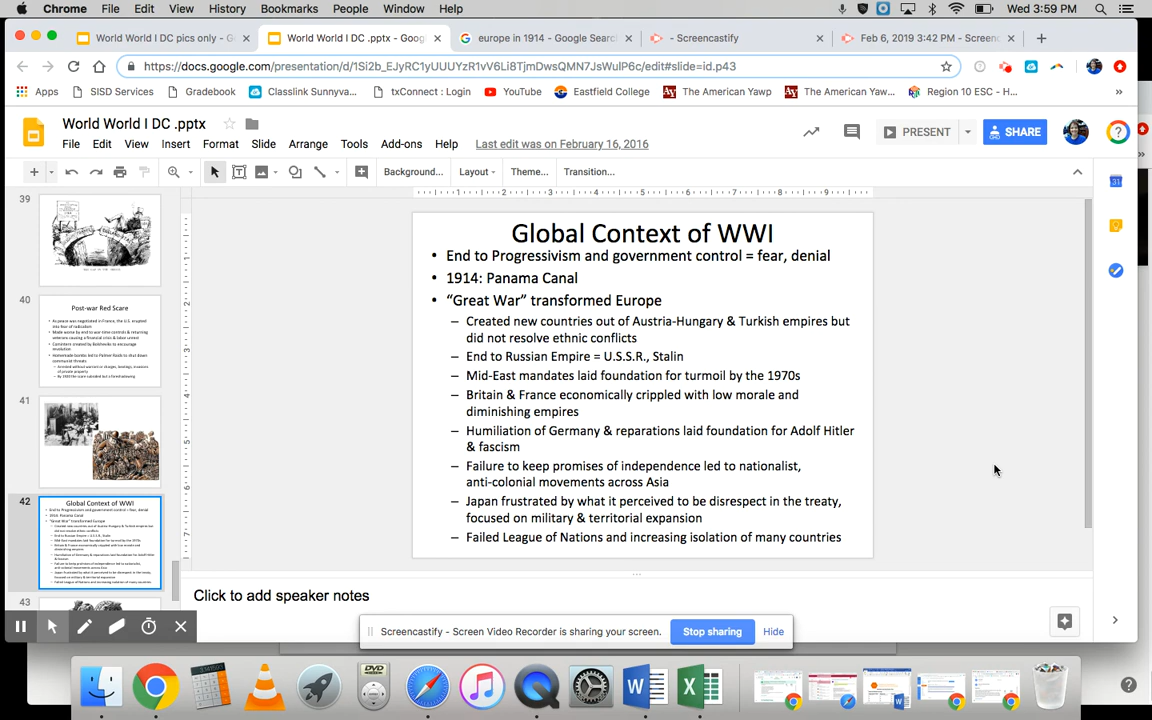 Chrome File Edit View History Bookmarks People Window Help Wed 3:59 PM
World World I DC pics only - G
World World I DC .pptx - Goog
europe in 1914 - Google Searc
- Screencastify
Feb 6, 2019 3:42 PM - Screenc
https://docs.google.com/presentation/d/1Si2b_EJyRC1yUUUYzR1vV6Li8TjmDwsQMN7JsWulP6c/edit#slide=id.p43
Apps SISD Services Gradebook Classlink Sunnyva... txConnect : Login YouTube Eastfield College The American Yawp The American Yaw... Region 10 ESC - H... »
World World I DC .pptx
PRESENT
SHARE
File Edit View Insert Format Slide Arrange Tools Add-ons Help Last edit was on February 16, 2016
Background... Layout Theme... Transition...
39
40
Post-war Red Scare
41
42
Global Context of WWI
43
Global Context of WWI
• End to Progressivism and government control = fear, denial
• 1914: Panama Canal
• “Great War” transformed Europe
– Created new countries out of Austria-Hungary & Turkish empires but
did not resolve ethnic conflicts
– End to Russian Empire = U.S.S.R., Stalin
– Mid-East mandates laid foundation for turmoil by the 1970s
– Britain & France economically crippled with low morale and
diminishing empires
– Humiliation of Germany & reparations laid foundation for Adolf Hitler
& fascism
– Failure to keep promises of independence led to nationalist,
anti-colonial movements across Asia
– Japan frustrated by what it perceived to be disrespect in the treaty,
focused on military & territorial expansion
– Failed League of Nations and increasing isolation of many countries
Click to add speaker notes
Screencastify - Screen Video Recorder is sharing your screen. Stop sharing Hide